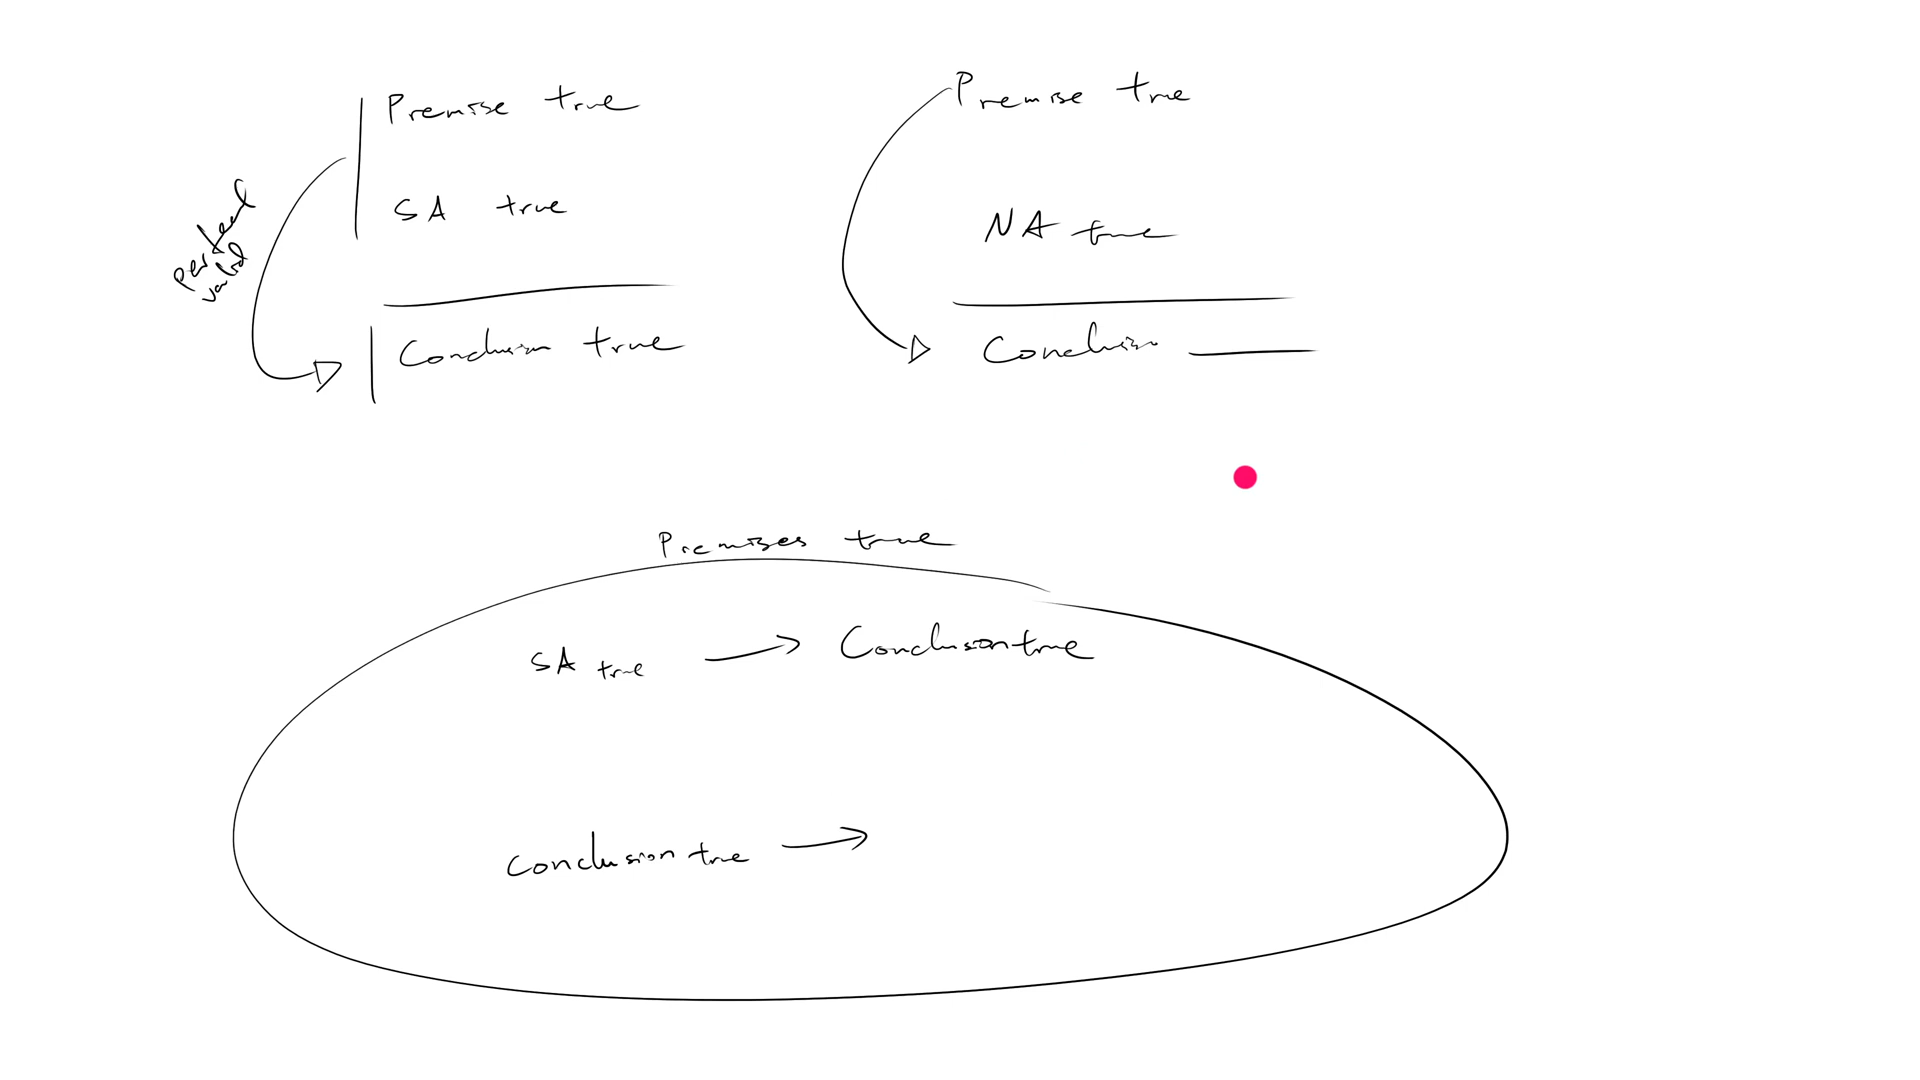 Premise true
SA true
perfect
valid
Conclusion true
Premise true
NA true
Conclusion
Premises true
SA true → Conclusion true
Conclusion true →